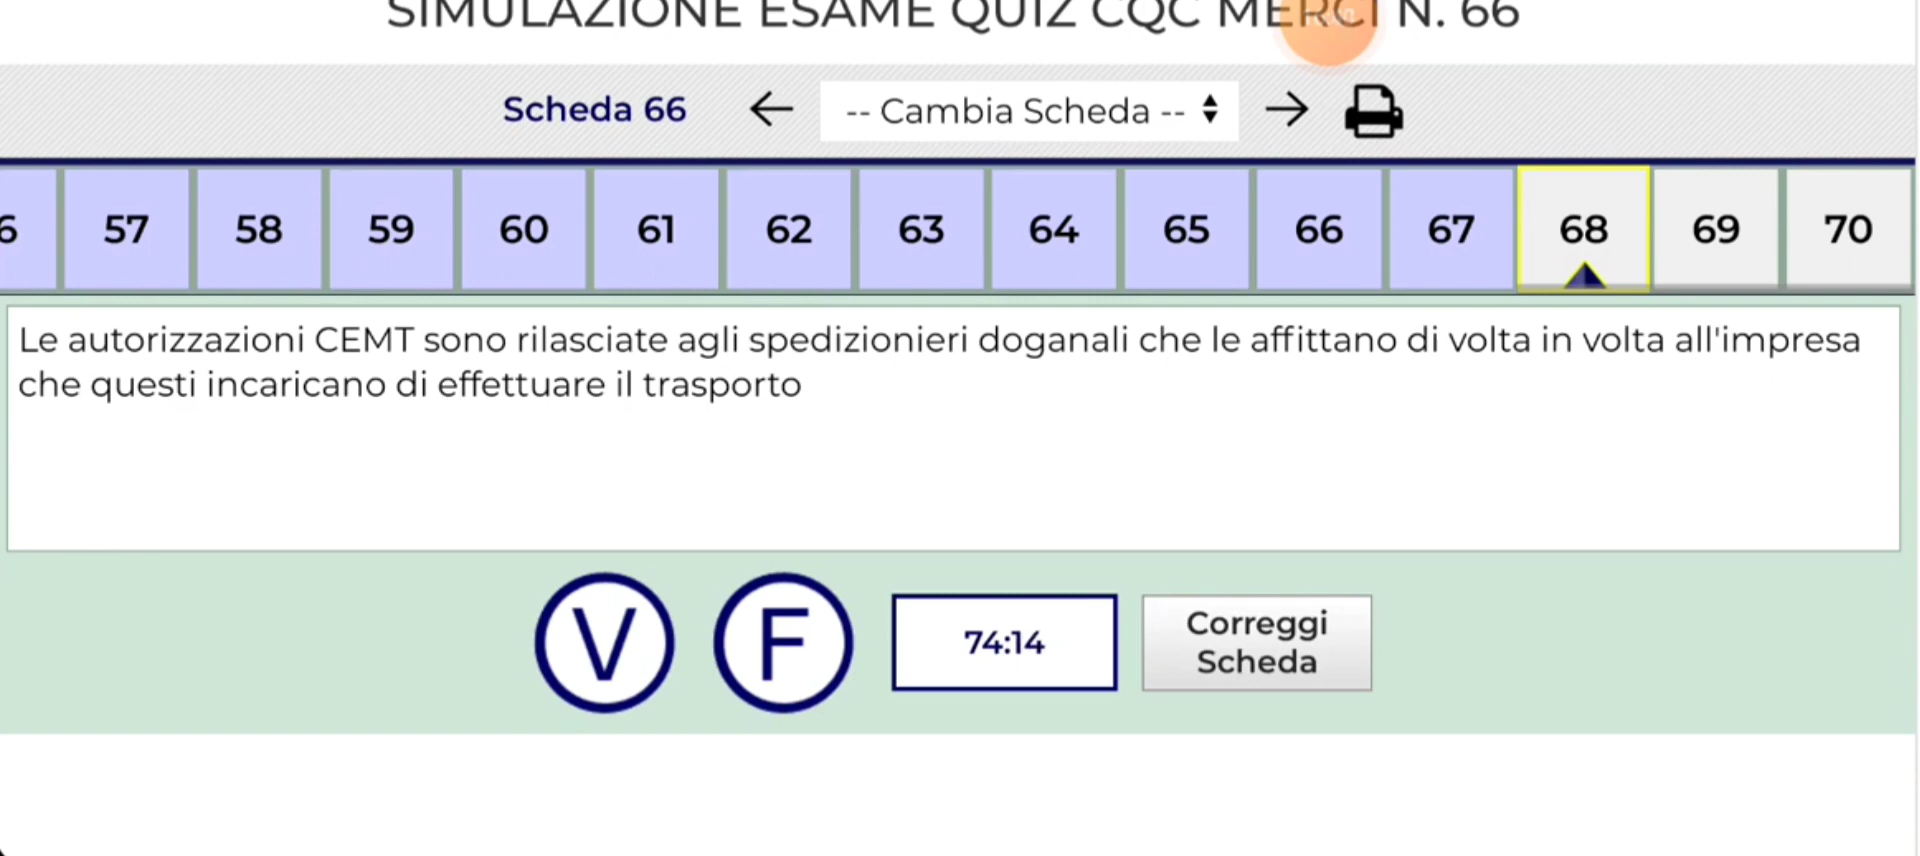 SIMULAZIONE ESAME QUIZ CQC MERCI N. 66
Scheda 66 ← -- Cambia Scheda -- →
6 57 58 59 60 61 62 63 64 65 66 67 68 69 70
Le autorizzazioni CEMT sono rilasciate agli spedizionieri doganali che le affittano di volta in volta all'impresa
che questi incaricano di effettuare il trasporto
V F 74:14 Correggi
Scheda